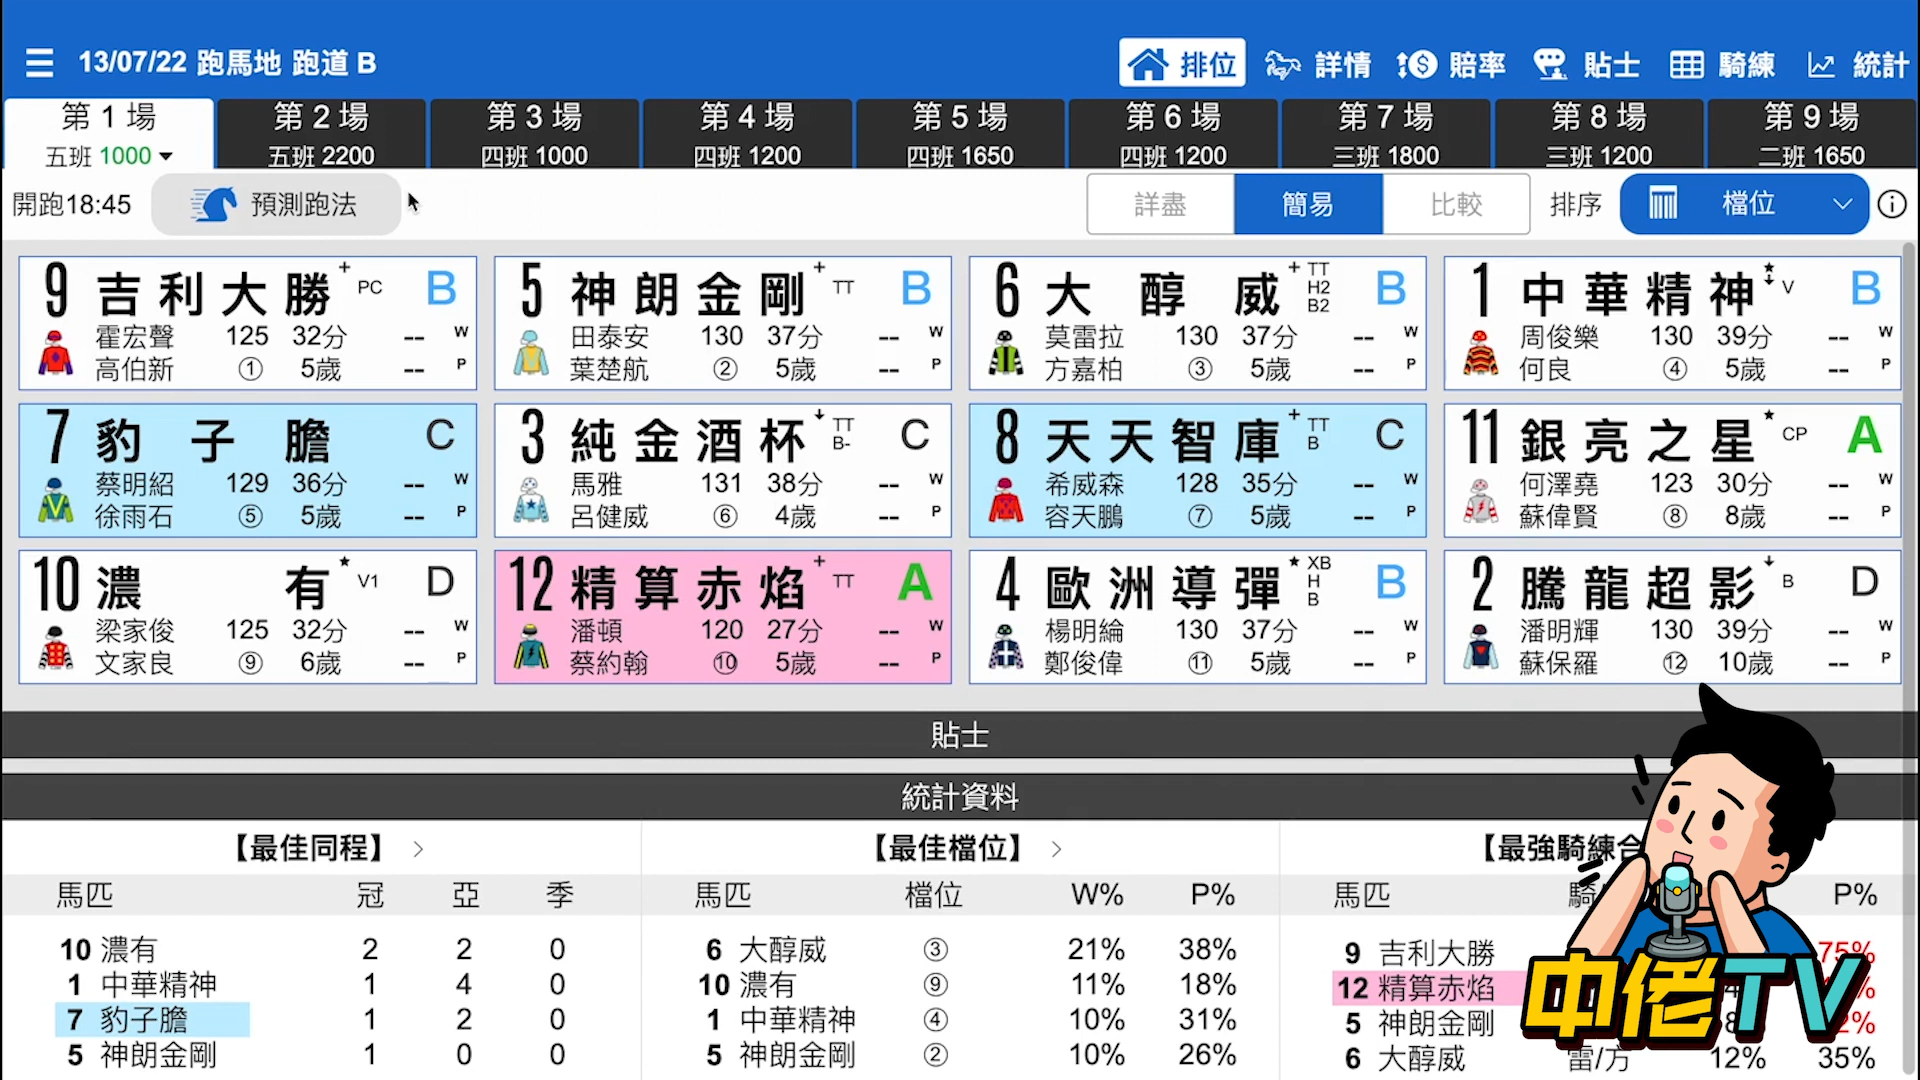 13/07/22 跑馬地 跑道 B
排位 詳情 賠率 貼士 騎練 統計
第 1 場 第 2 場 第 3 場 第 4 場 第 5 場 第 6 場 第 7 場 第 8 場 第 9 場
五班 1000 五班 2200 四班 1000 四班 1200 四班 1650 四班 1200 三班 1800 三班 1200 二班 1650
開跑18:45 預測跑法 詳盡 簡易 比較 排序 檔位
9 吉利大勝 + PC B
霍宏聲 125 32分 -- W
高伯新 ① 5歲 -- P
5 神朗金剛 + TT B
田泰安 130 37分 -- W
葉楚航 ② 5歲 -- P
6 大醇威 + TT H2 B2 B
莫雷拉 130 37分 -- W
方嘉柏 ③ 5歲 -- P
1 中華精神 V B
周俊樂 130 39分 -- W
何良 ④ 5歲 -- P
7 豹子膽 C
蔡明紹 129 36分 -- W
徐雨石 ⑤ 5歲 -- P
3 純金酒杯 TT B- C
馬雅 131 38分 -- W
呂健威 ⑥ 4歲 -- P
8 天天智庫 + TT B C
希威森 128 35分 -- W
容天鵬 ⑦ 5歲 -- P
11 銀亮之星 CP A
何澤堯 123 30分 -- W
蘇偉賢 ⑧ 8歲 -- P
10 濃有 V1 D
梁家俊 125 32分 -- W
文家良 ⑨ 6歲 -- P
12 精算赤焰 + TT A
潘頓 120 27分 -- W
蔡約翰 ⑩ 5歲 -- P
4 歐洲導彈 XB H B B
楊明綸 130 37分 -- W
鄭俊偉 ⑪ 5歲 -- P
2 騰龍超影 B D
潘明輝 130 39分 -- W
蘇保羅 ⑫ 10歲 -- P
貼士
統計資料
【最佳同程】
馬匹 冠 亞 季
10 濃有 2 2 0
1 中華精神 1 4 0
7 豹子膽 1 2 0
5 神朗金剛 1 0 0
【最佳檔位】
馬匹 檔位 W% P%
6 大醇威 ③ 21% 38%
10 濃有 ⑨ 11% 18%
1 中華精神 ④ 10% 31%
5 神朗金剛 ② 10% 26%
【最強騎練合
馬匹 騎 P%
9 吉利大勝 75%
12 精算赤焰
5 神朗金剛
6 大醇威 雷/方 12% 35%
中佬TV